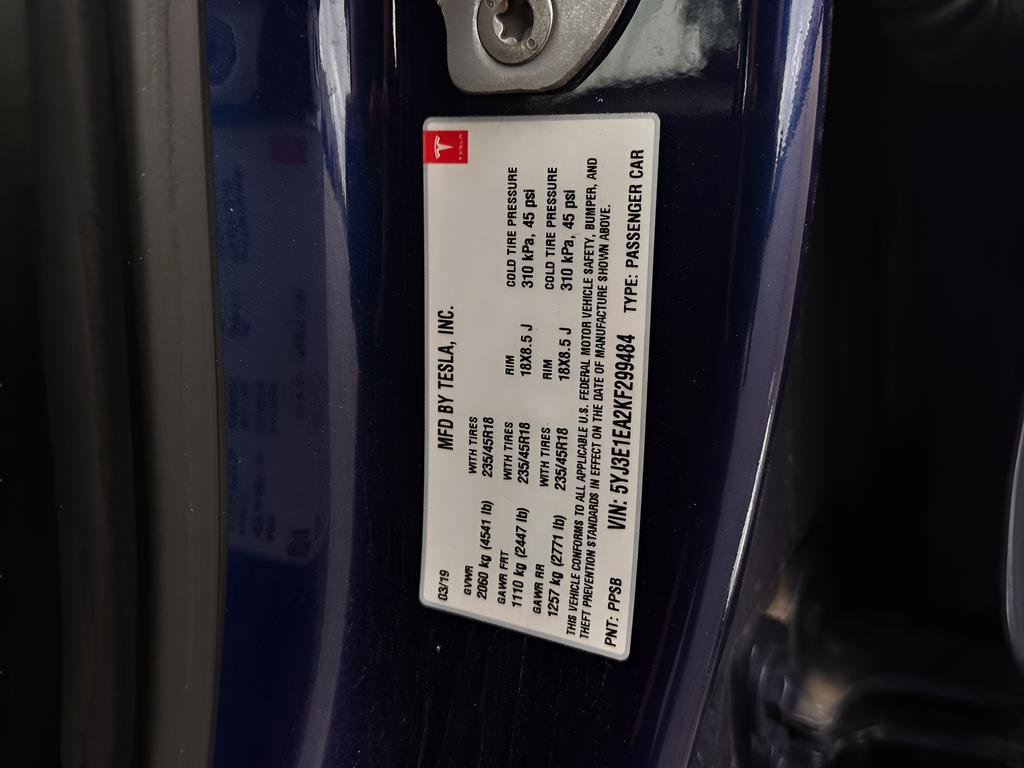 TESLA
03/19 MFD BY TESLA, INC.
GVWR WITH TIRES
2060 kg (4541 lb) 235/45R18
GAWR FRT WITH TIRES RIM COLD TIRE PRESSURE
1110 kg (2447 lb) 235/45R18 18X8.5 J 310 kPa, 45 psi
GAWR RR WITH TIRES RIM COLD TIRE PRESSURE
1257 kg (2771 lb) 235/45R18 18X8.5 J 310 kPa, 45 psi
THIS VEHICLE CONFORMS TO ALL APPLICABLE U.S. FEDERAL MOTOR VEHICLE SAFETY, BUMPER, AND
THEFT PREVENTION STANDARDS IN EFFECT ON THE DATE OF MANUFACTURE SHOWN ABOVE.
PNT: PPSB VIN: 5YJ3E1EA2KF299484 TYPE: PASSENGER CAR